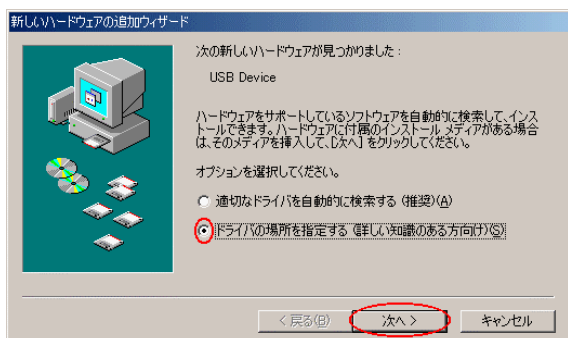 新しいハードウェアの追加ウィザード
次の新しいハードウェアが見つかりました :
USB Device
ハードウェアをサポートしているソフトウェアを自動的に検索して、インス
トールできます。ハードウェアに付属のインストール メディアがある場合
は、そのメディアを挿入して、[次へ] をクリックしてください。
オプションを選択してください。
適切なドライバを自動的に検索する (推奨)(A)
ドライバの場所を指定する (詳しい知識のある方向け)(S)
< 戻る(B)
次へ >
キャンセル